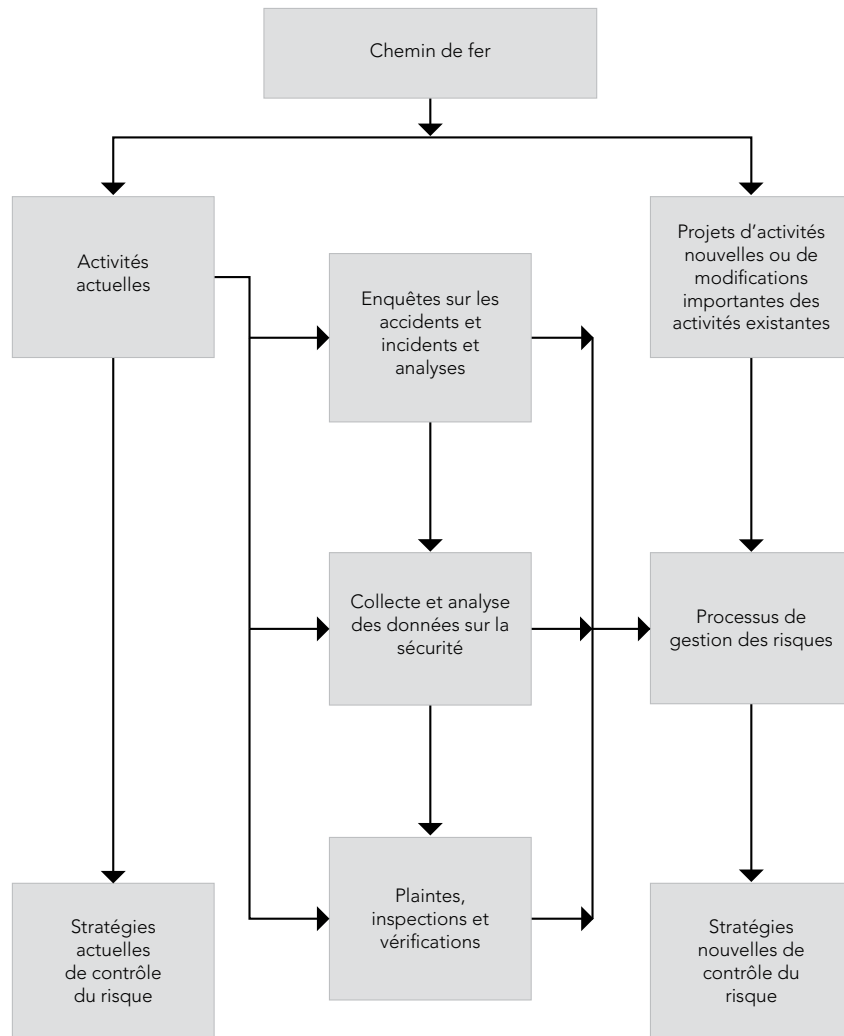 Chemin de fer
Activités
actuelles
Projets d’activités
nouvelles ou de
modifications
importantes des
activités existantes
Enquêtes sur les
accidents et
incidents et
analyses
Collecte et analyse
des données sur la
sécurité
Processus de
gestion des risques
Plaintes,
inspections et
vérifications
Stratégies
actuelles
de contrôle
du risque
Stratégies
nouvelles de
contrôle du
risque